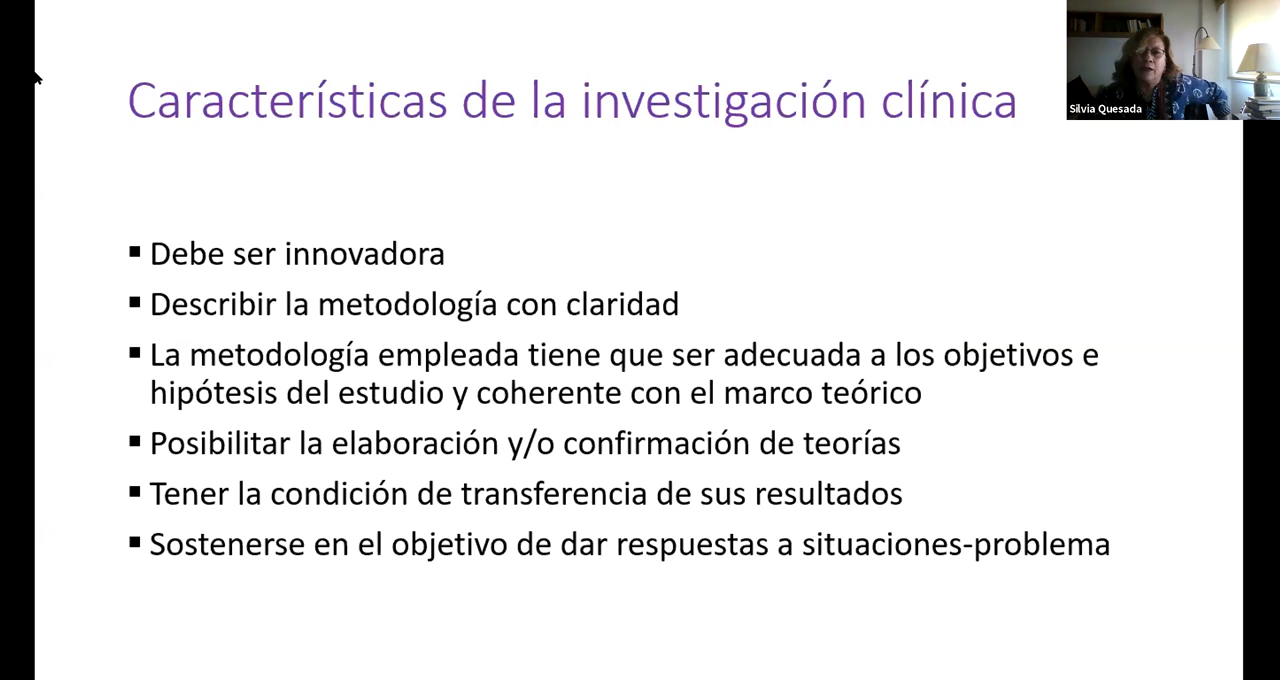 Características de la investigación clínica
Silvia Quesada
▪ Debe ser innovadora
▪ Describir la metodología con claridad
▪ La metodología empleada tiene que ser adecuada a los objetivos e
hipótesis del estudio y coherente con el marco teórico
▪ Posibilitar la elaboración y/o confirmación de teorías
▪ Tener la condición de transferencia de sus resultados
▪ Sostenerse en el objetivo de dar respuestas a situaciones-problema